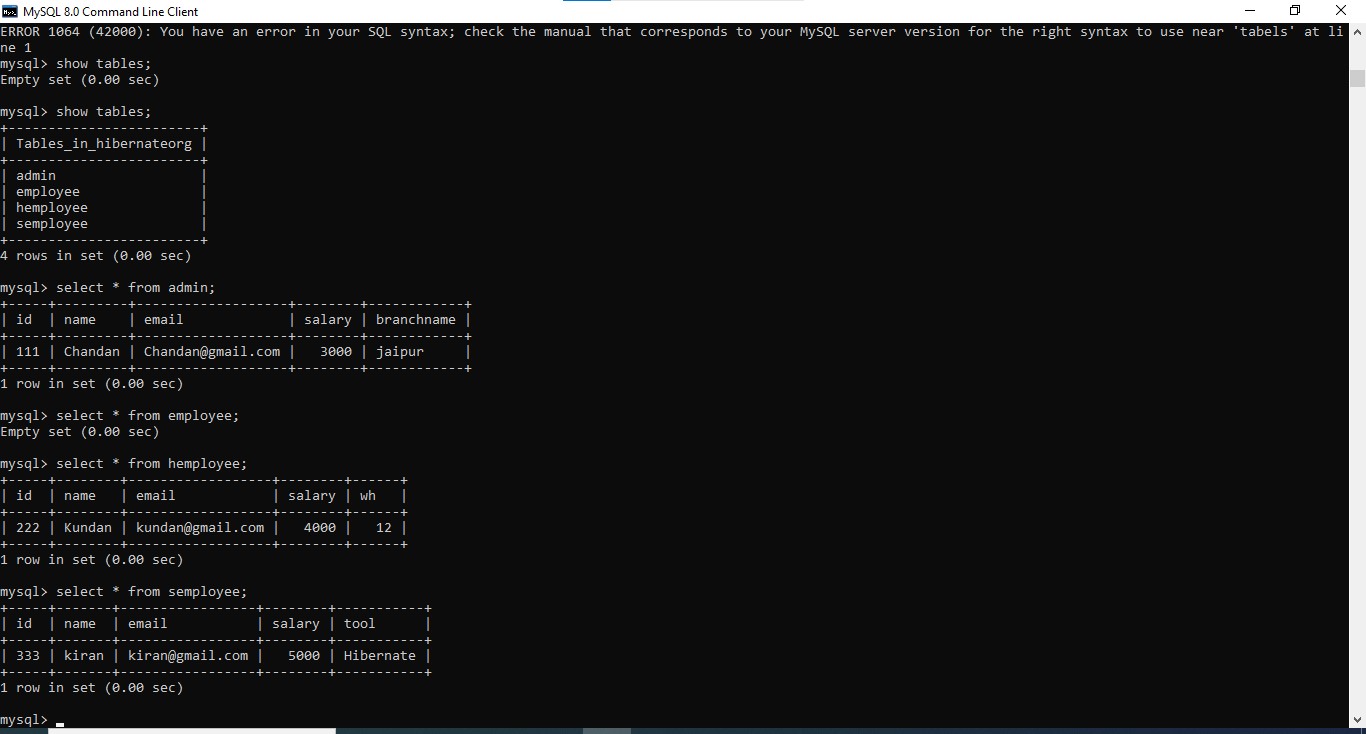 MySQL 8.0 Command Line Client
ERROR 1064 (42000): You have an error in your SQL syntax; check the manual that corresponds to your MySQL server version for the right syntax to use near 'tabels' at li
ne 1
mysql> show tables;
Empty set (0.00 sec)

mysql> show tables;
+------------------------+
| Tables_in_hibernateorg |
+------------------------+
| admin                  |
| employee               |
| hemployee              |
| semployee              |
+------------------------+
4 rows in set (0.00 sec)

mysql> select * from admin;
+-----+---------+-------------------+--------+------------+
| id  | name    | email             | salary | branchname |
+-----+---------+-------------------+--------+------------+
| 111 | Chandan | Chandan@gmail.com |   3000 | jaipur     |
+-----+---------+-------------------+--------+------------+
1 row in set (0.00 sec)

mysql> select * from employee;
Empty set (0.00 sec)

mysql> select * from hemployee;
+-----+--------+------------------+--------+------+
| id  | name   | email            | salary | wh   |
+-----+--------+------------------+--------+------+
| 222 | Kundan | kundan@gmail.com |   4000 |   12 |
+-----+--------+------------------+--------+------+
1 row in set (0.00 sec)

mysql> select * from semployee;
+-----+-------+-----------------+--------+-----------+
| id  | name  | email           | salary | tool      |
+-----+-------+-----------------+--------+-----------+
| 333 | kiran | kiran@gmail.com |   5000 | Hibernate |
+-----+-------+-----------------+--------+-----------+
1 row in set (0.00 sec)

mysql> _